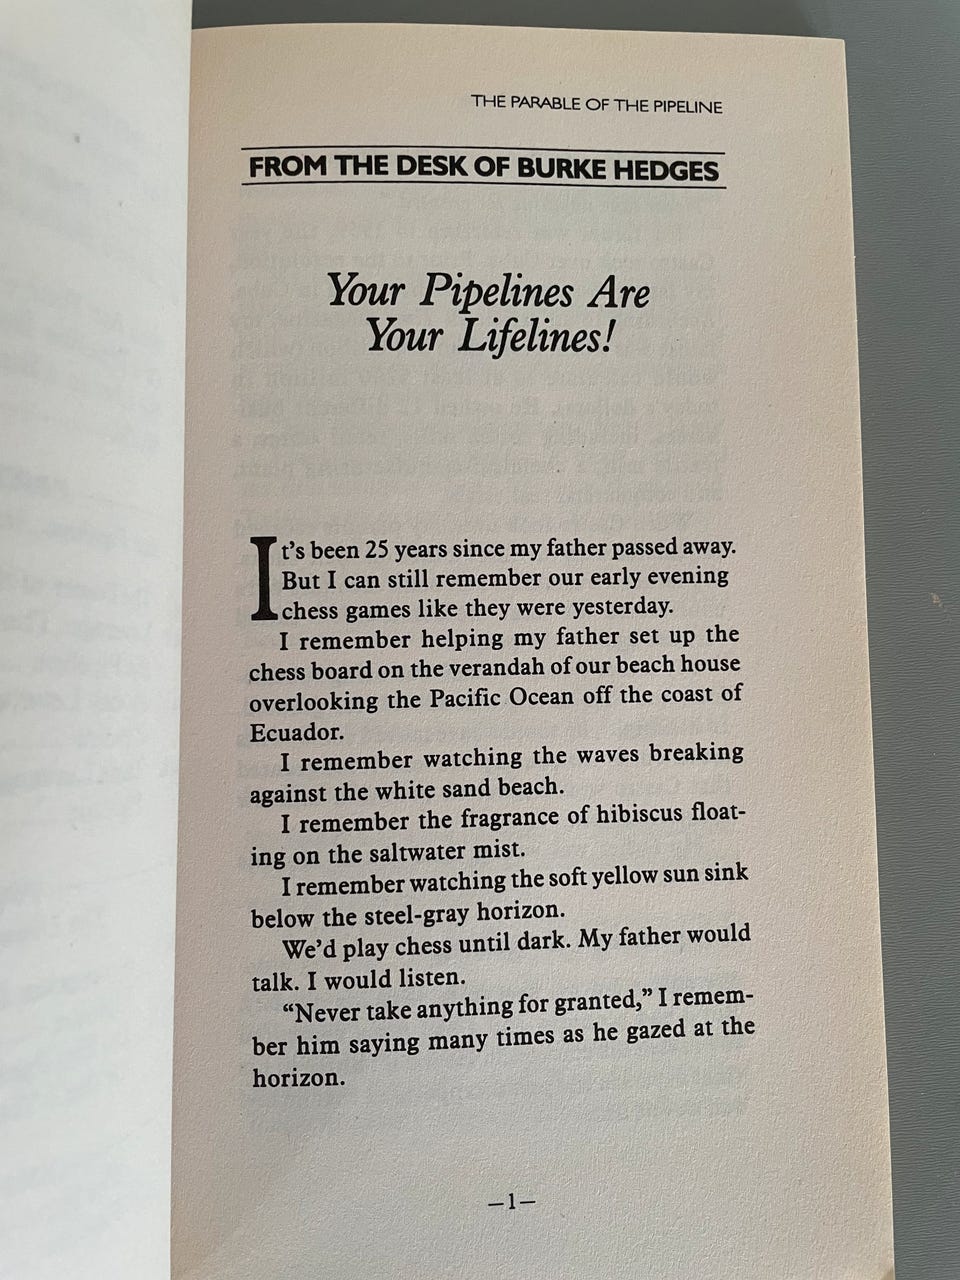 THE PARABLE OF THE PIPELINE
FROM THE DESK OF BURKE HEDGES
Your Pipelines Are
Your Lifelines!
It's been 25 years since my father passed away.
But I can still remember our early evening
chess games like they were yesterday.
I remember helping my father set up the
chess board on the verandah of our beach house
overlooking the Pacific Ocean off the coast of
Ecuador.
I remember watching the waves breaking
against the white sand beach.
I remember the fragrance of hibiscus float-
ing on the saltwater mist.
I remember watching the soft yellow sun sink
below the steel-gray horizon.
We'd play chess until dark. My father would
talk. I would listen.
“Never take anything for granted,” I remem-
ber him saying many times as he gazed at the
horizon.
—1—